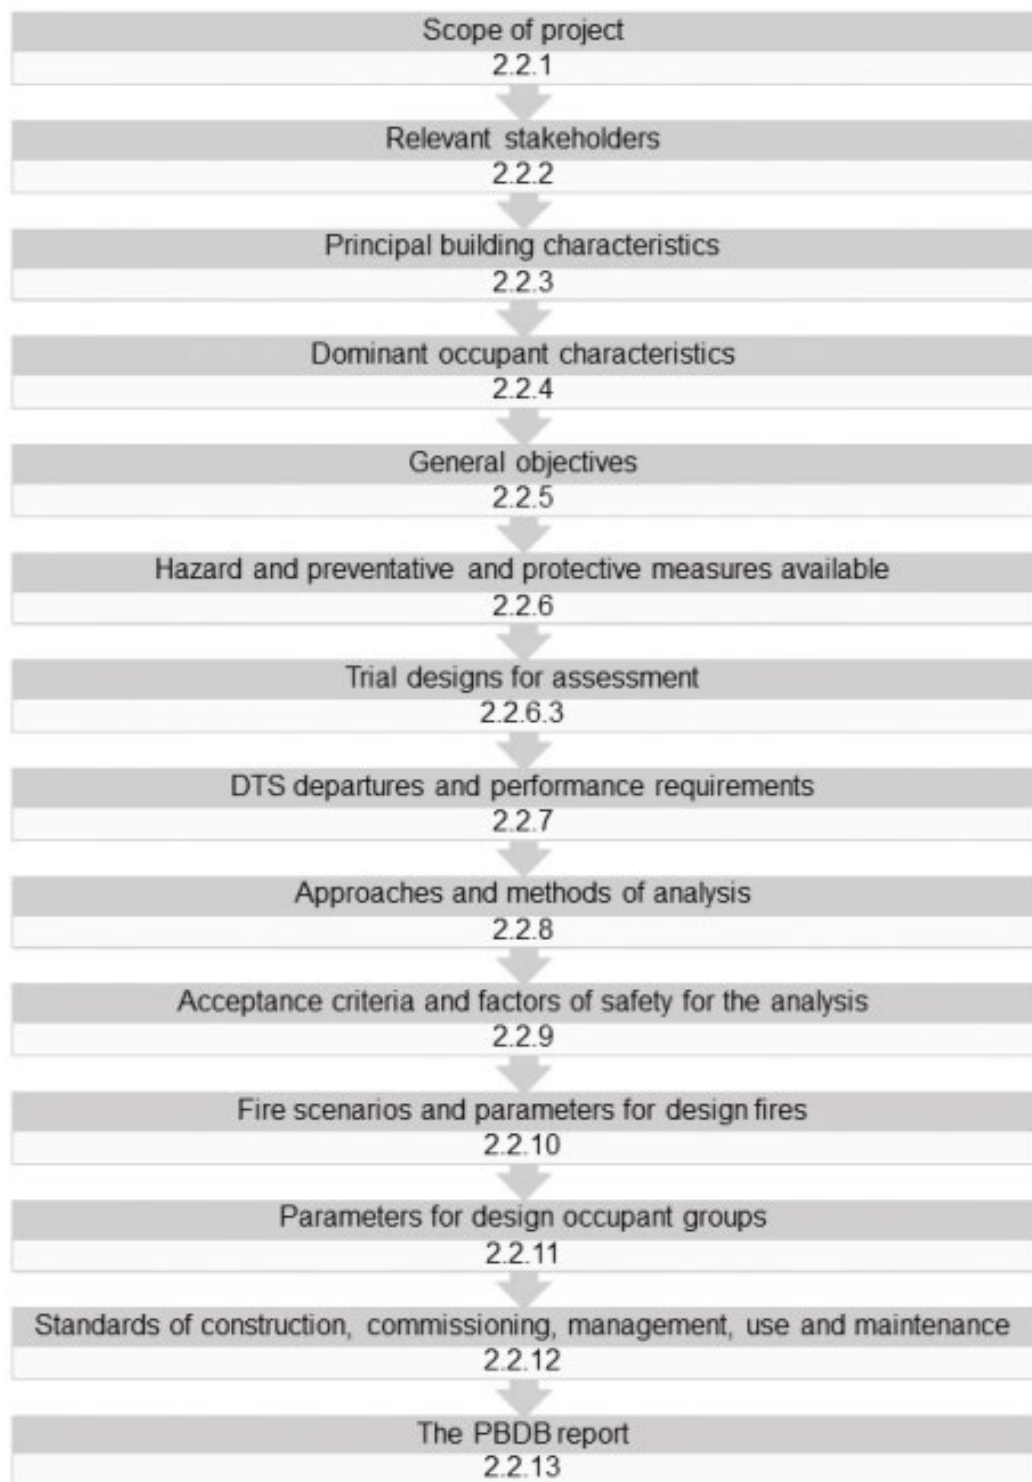 Scope of project
2.2.1
Relevant stakeholders
2.2.2
Principal building characteristics
2.2.3
Dominant occupant characteristics
2.2.4
General objectives
2.2.5
Hazard and preventative and protective measures available
2.2.6
Trial designs for assessment
2.2.6.3
DTS departures and performance requirements
2.2.7
Approaches and methods of analysis
2.2.8
Acceptance criteria and factors of safety for the analysis
2.2.9
Fire scenarios and parameters for design fires
2.2.10
Parameters for design occupant groups
2.2.11
Standards of construction, commissioning, management, use and maintenance
2.2.12
The PBDB report
2.2.13